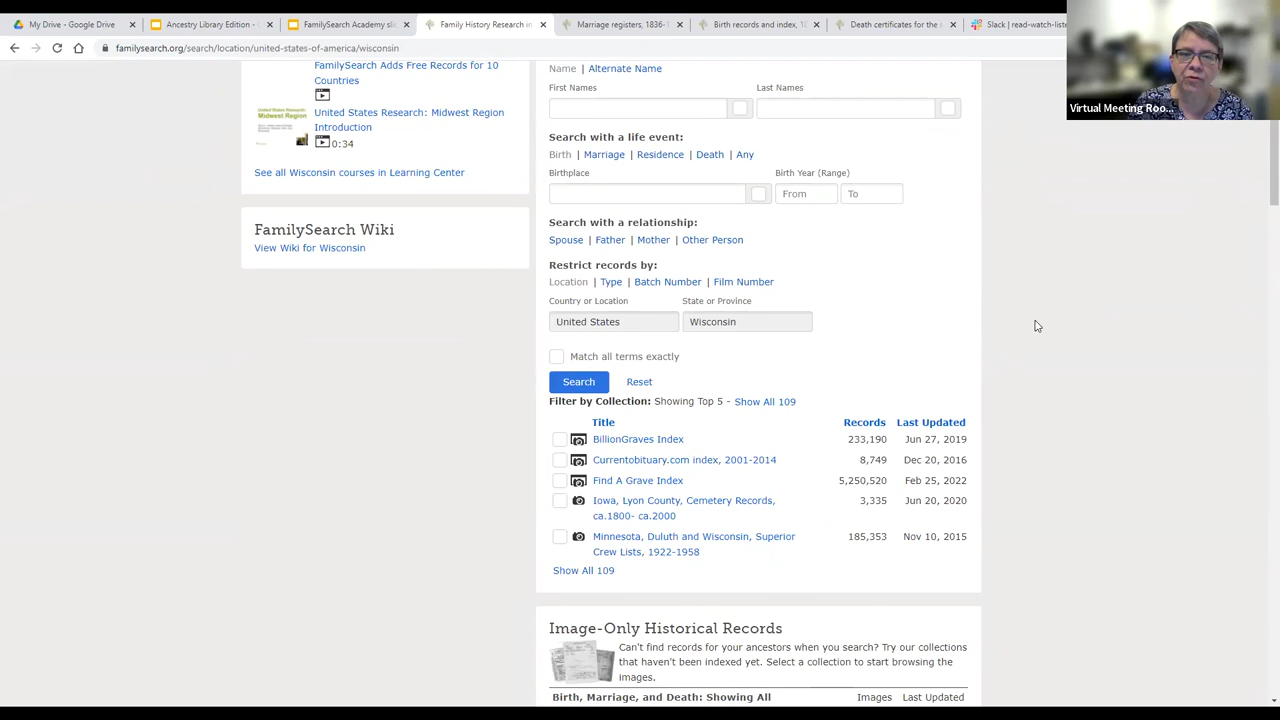 My Drive - Google Drive
Ancestry Library Edition -
FamilySearch Academy sli
Family History Research in
Marriage registers, 1836-1
Birth records and index, 18
Death certificates for the s
Slack | read-watch-liste
familysearch.org/search/location/united-states-of-america/wisconsin
Virtual Meeting Roo...
FamilySearch Adds Free Records for 10
Countries
United States Research: Midwest Region
Introduction
0:34
See all Wisconsin courses in Learning Center
FamilySearch Wiki
View Wiki for Wisconsin
Name | Alternate Name
First Names Last Names
Search with a life event:
Birth | Marriage | Residence | Death | Any
Birthplace Birth Year (Range)
From To
Search with a relationship:
Spouse | Father | Mother | Other Person
Restrict records by:
Location | Type | Batch Number | Film Number
Country or Location State or Province
United States Wisconsin
Match all terms exactly
Search Reset
Filter by Collection: Showing Top 5 - Show All 109
Title Records Last Updated
BillionGraves Index 233,190 Jun 27, 2019
Currentobituary.com index, 2001-2014 8,749 Dec 20, 2016
Find A Grave Index 5,250,520 Feb 25, 2022
Iowa, Lyon County, Cemetery Records, 3,335 Jun 20, 2020
ca.1800- ca.2000
Minnesota, Duluth and Wisconsin, Superior 185,353 Nov 10, 2015
Crew Lists, 1922-1958
Show All 109
Image-Only Historical Records
Can't find records for your ancestors when you search? Try our collections
that haven't been indexed yet. Select a collection to start browsing the
images.
Birth, Marriage, and Death: Showing All Images Last Updated